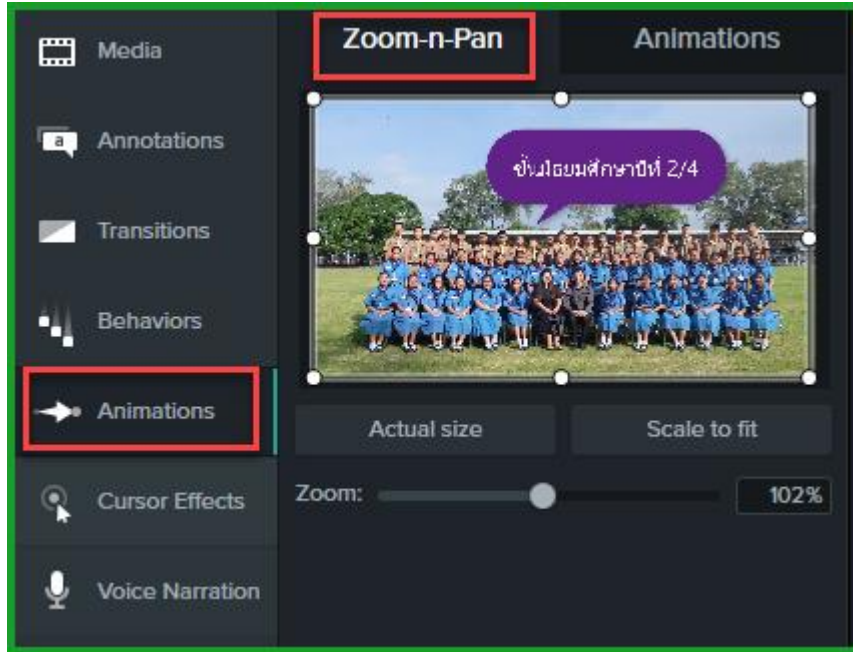 Media
Annotations
Transitions
Behaviors
Animations
Cursor Effects
Voice Narration
Zoom-n-Pan
Animations
ชั้นมัธยมศึกษาปีที่ 2/4
Actual size
Scale to fit
Zoom:
102%